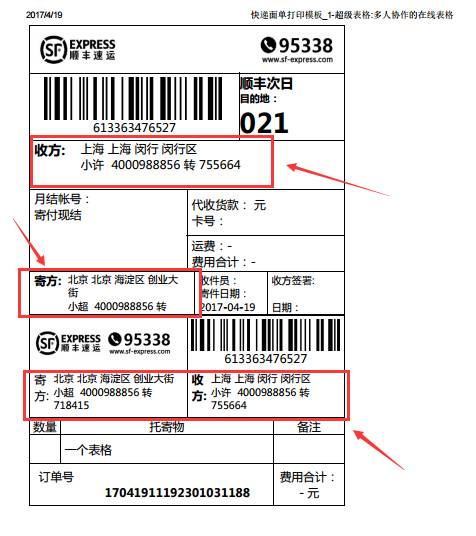 2017/4/19 快递面单打印模板_1-超级表格:多人协作的在线表格
SF EXPRESS 顺丰速运
95338
www.sf-express.com
613363476527
顺丰次日
目的地：
021
收方: 上海 上海 闵行 闵行区
小许 4000988856 转 755664
月结帐号：
寄付现结
代收货款： 元
卡号：
运费：-
费用合计：-
寄方: 北京 北京 海淀区 创业大
街
小超 4000988856 转
收件员：
寄件日期：
2017-04-19
收方签署:
日期：
SF EXPRESS 顺丰速运
95338
www.sf-express.com
613363476527
寄方: 北京 北京 海淀区 创业大街
小超 4000988856 转
718415
收方: 上海 上海 闵行 闵行区
小许 4000988856 转
755664
数量 托寄物 备注
一个表格
订单号
17041911192301031188
费用合计：
- 元